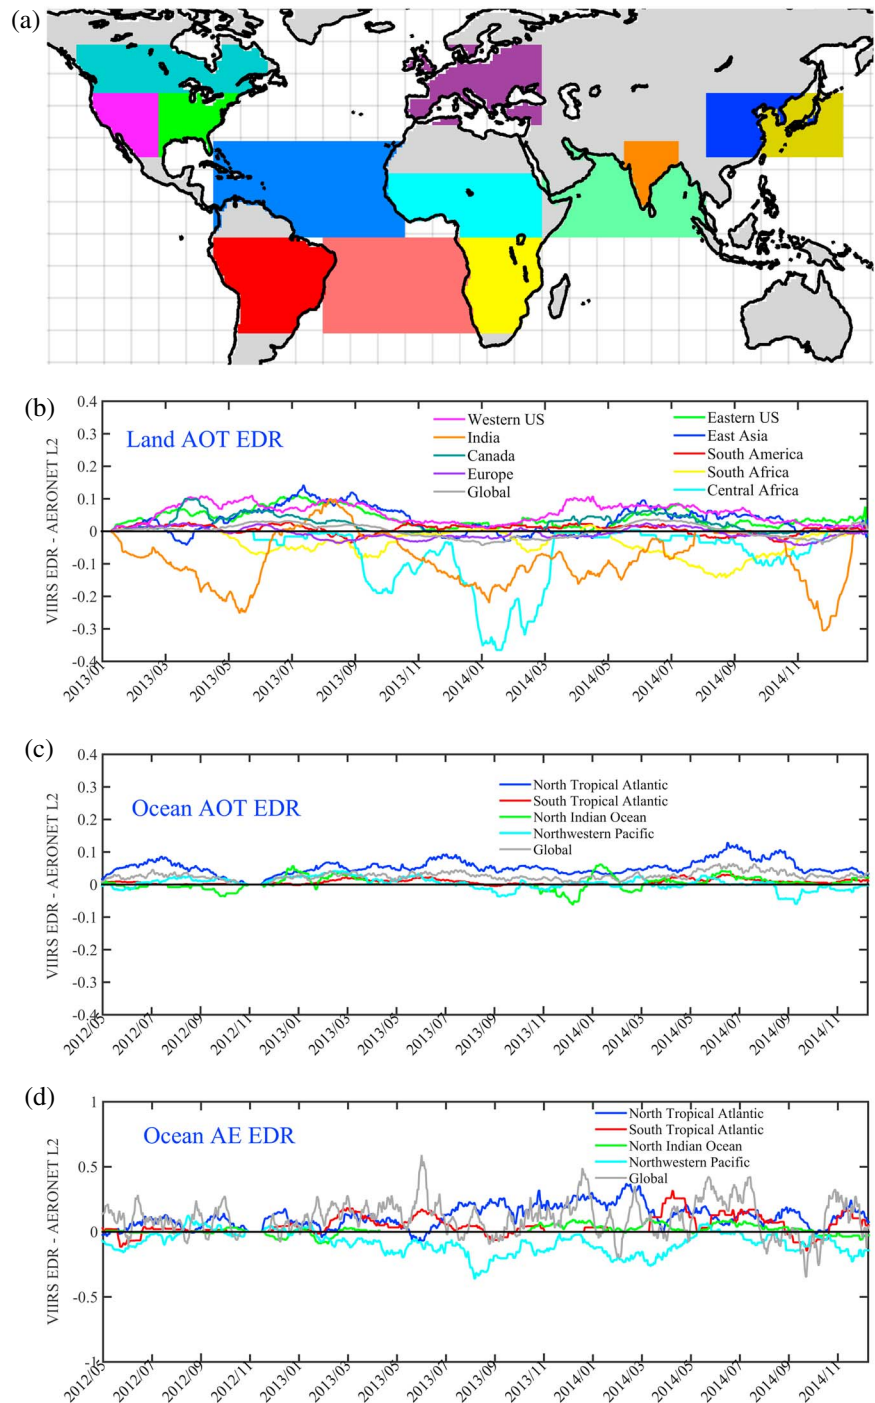 (a)
(b)
0.4
0.3
0.2
0.1
0
-0.1
-0.2
-0.3
-0.4
VIIRS EDR - AERONET L2
Land AOT EDR
Western US
India
Canada
Europe
Global
Eastern US
East Asia
South America
South Africa
Central Africa
2013/01
2013/03
2013/05
2013/07
2013/09
2013/11
2014/01
2014/03
2014/05
2014/07
2014/09
2014/11
(c)
0.4
0.3
0.2
0.1
0
-0.1
-0.2
-0.3
-0.4
VIIRS EDR - AERONET L2
Ocean AOT EDR
North Tropical Atlantic
South Tropical Atlantic
North Indian Ocean
Northwestern Pacific
Global
2012/05
2012/07
2012/09
2012/11
2013/01
2013/03
2013/05
2013/07
2013/09
2013/11
2014/01
2014/03
2014/05
2014/07
2014/09
2014/11
(d)
1
0.5
0
-0.5
-1
VIIRS EDR - AERONET L2
Ocean AE EDR
North Tropical Atlantic
South Tropical Atlantic
North Indian Ocean
Northwestern Pacific
Global
2012/05
2012/07
2012/09
2012/11
2013/01
2013/03
2013/05
2013/07
2013/09
2013/11
2014/01
2014/03
2014/05
2014/07
2014/09
2014/11